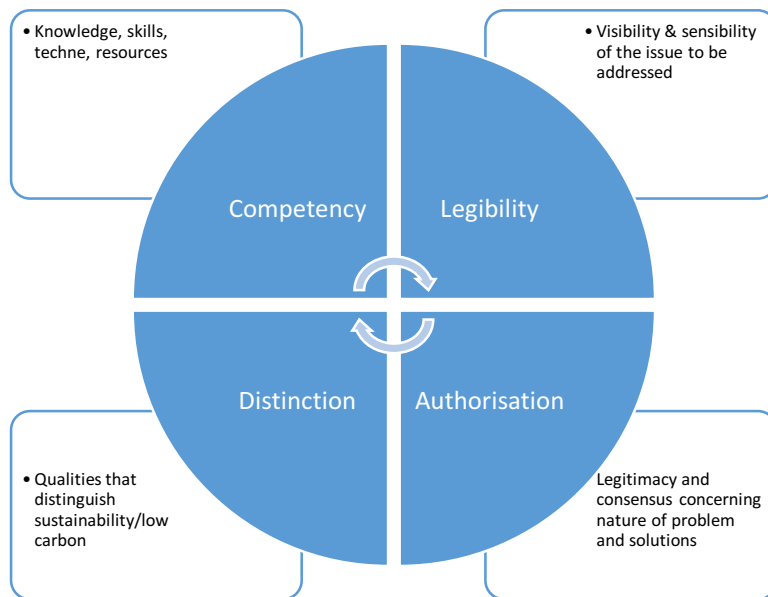 • Knowledge, skills,
techne, resources
• Visibility & sensibility
of the issue to be
addressed
Competency
Legibility
Distinction
Authorisation
• Qualities that
distinguish
sustainability/low
carbon
Legitimacy and
consensus concerning
nature of problem
and solutions